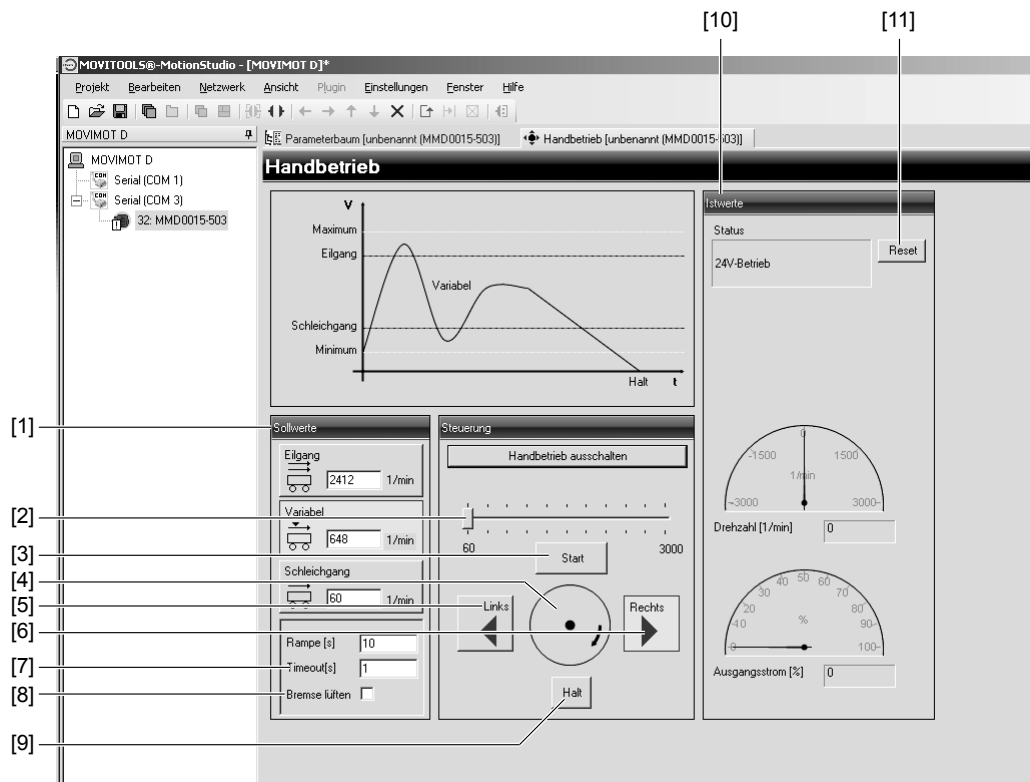 [10] [11]
MOVITOOLS®-MotionStudio - [MOVIMOT D]*
Projekt Bearbeiten Netzwerk Ansicht Plugin Einstellungen Fenster Hilfe
MOVIMOT D
Parameterbaum [unbenannt (MMD0015-503)] Handbetrieb [unbenannt (MMD0015-503)]
MOVIMOT D
Serial (COM 1)
Serial (COM 3)
32: MMD0015-503
Handbetrieb
V
Maximum
Eilgang
Variabel
Schleichgang
Minimum
Halt t
Istwerte
Status
24V-Betrieb
Reset
-1500 0 1500
1/min
-3000 3000
Drehzahl [1/min] 0
0 10 20 30 40 50 60 70 80 90 100
%
Ausgangsstrom [%] 0
[1]
Sollwerte
Eilgang
2412 1/min
Variabel
648 1/min
Schleichgang
60 1/min
Rampe [s] 10
Timeout[s] 1
Bremse lüften
Steuerung
Handbetrieb ausschalten
60 3000
Start
Links Rechts
Halt
[2]
[3]
[4]
[5]
[6]
[7]
[8]
[9]